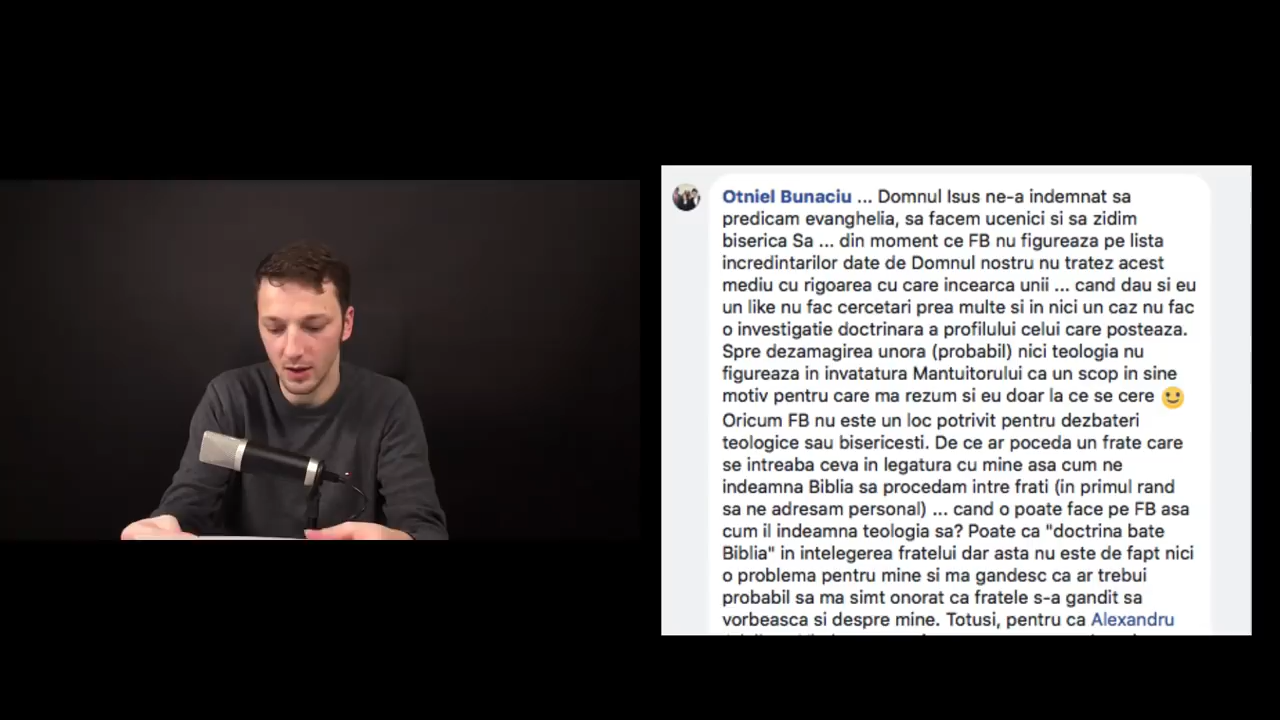 Otniel Bunaciu ... Domnul Isus ne-a indemnat sa
predicam evanghelia, sa facem ucenici si sa zidim
biserica Sa ... din moment ce FB nu figureaza pe lista
incredintarilor date de Domnul nostru nu tratez acest
mediu cu rigoarea cu care incearca unii ... cand dau si eu
un like nu fac cercetari prea multe si in nici un caz nu fac
o investigatie doctrinara a profilului celui care posteaza.
Spre dezamagirea unora (probabil) nici teologia nu
figureaza in invatatura Mantuitorului ca un scop in sine
motiv pentru care ma rezum si eu doar la ce se cere 🙂
Oricum FB nu este un loc potrivit pentru dezbateri
teologice sau bisericesti. De ce ar poceda un frate care
se intreaba ceva in legatura cu mine asa cum ne
indeamna Biblia sa procedam intre frati (in primul rand
sa ne adresam personal) ... cand o poate face pe FB asa
cum il indeamna teologia sa? Poate ca "doctrina bate
Biblia" in intelegerea fratelui dar asta nu este de fapt nici
o problema pentru mine si ma gandesc ca ar trebui
probabil sa ma simt onorat ca fratele s-a gandit sa
vorbeasca si despre mine. Totusi, pentru ca Alexandru